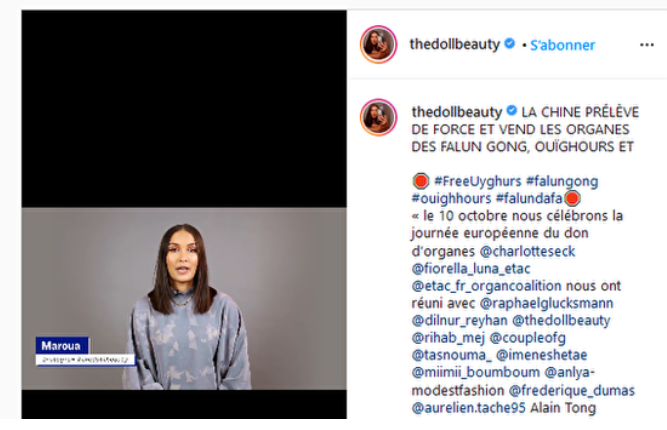 thedollbeauty • S'abonner
thedollbeauty LA CHINE PRÉLÈVE
DE FORCE ET VEND LES ORGANES
DES FALUN GONG, OUÏGHOURS ET
#FreeUyghurs #falungong
#ouighhours #falundafa
« le 10 octobre nous célébrons la
journée européenne du don
d'organes @charlotteseck
@fiorella_luna_etac
@etac_fr_organcoalition nous ont
réuni avec @raphaelglucksmann
@dilnur_reyhan @thedollbeauty
@rihab_mej @coupleofg
@tasnouma_ @imeneshetae
@miimii_boumboum @anlya-
modestfashion @frederique_dumas
@aurelien.tache95 Alain Tong
Maroua